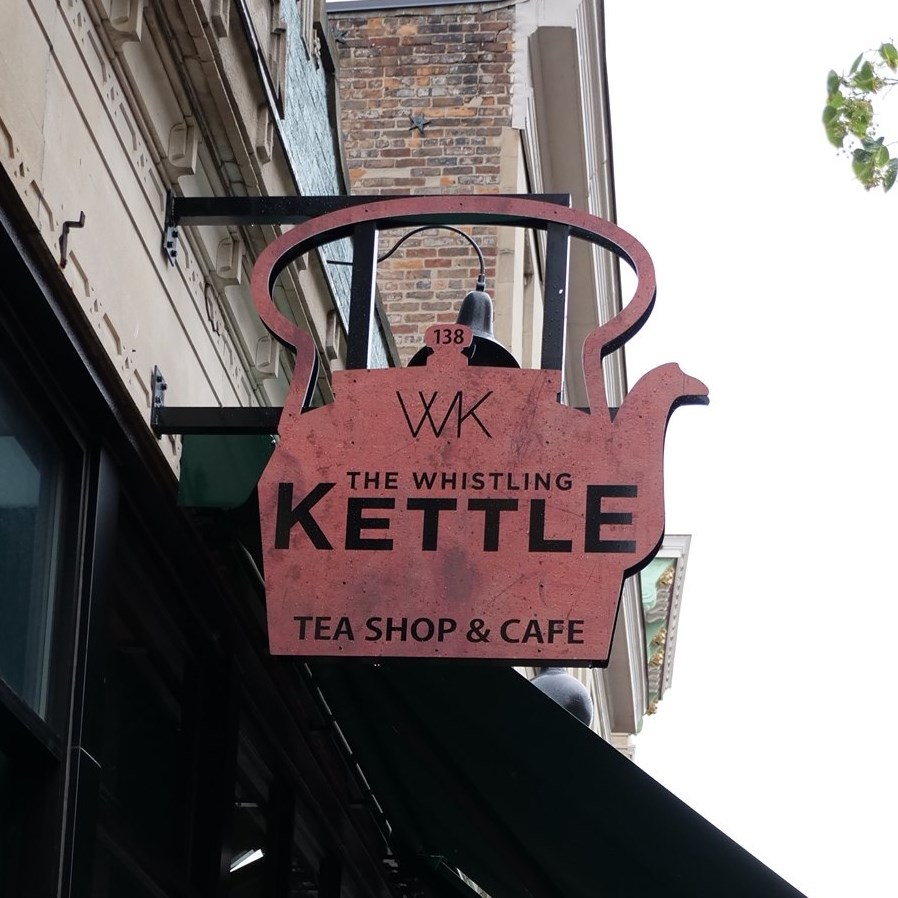 138
WK
THE WHISTLING
KETTLE
TEA SHOP & CAFE